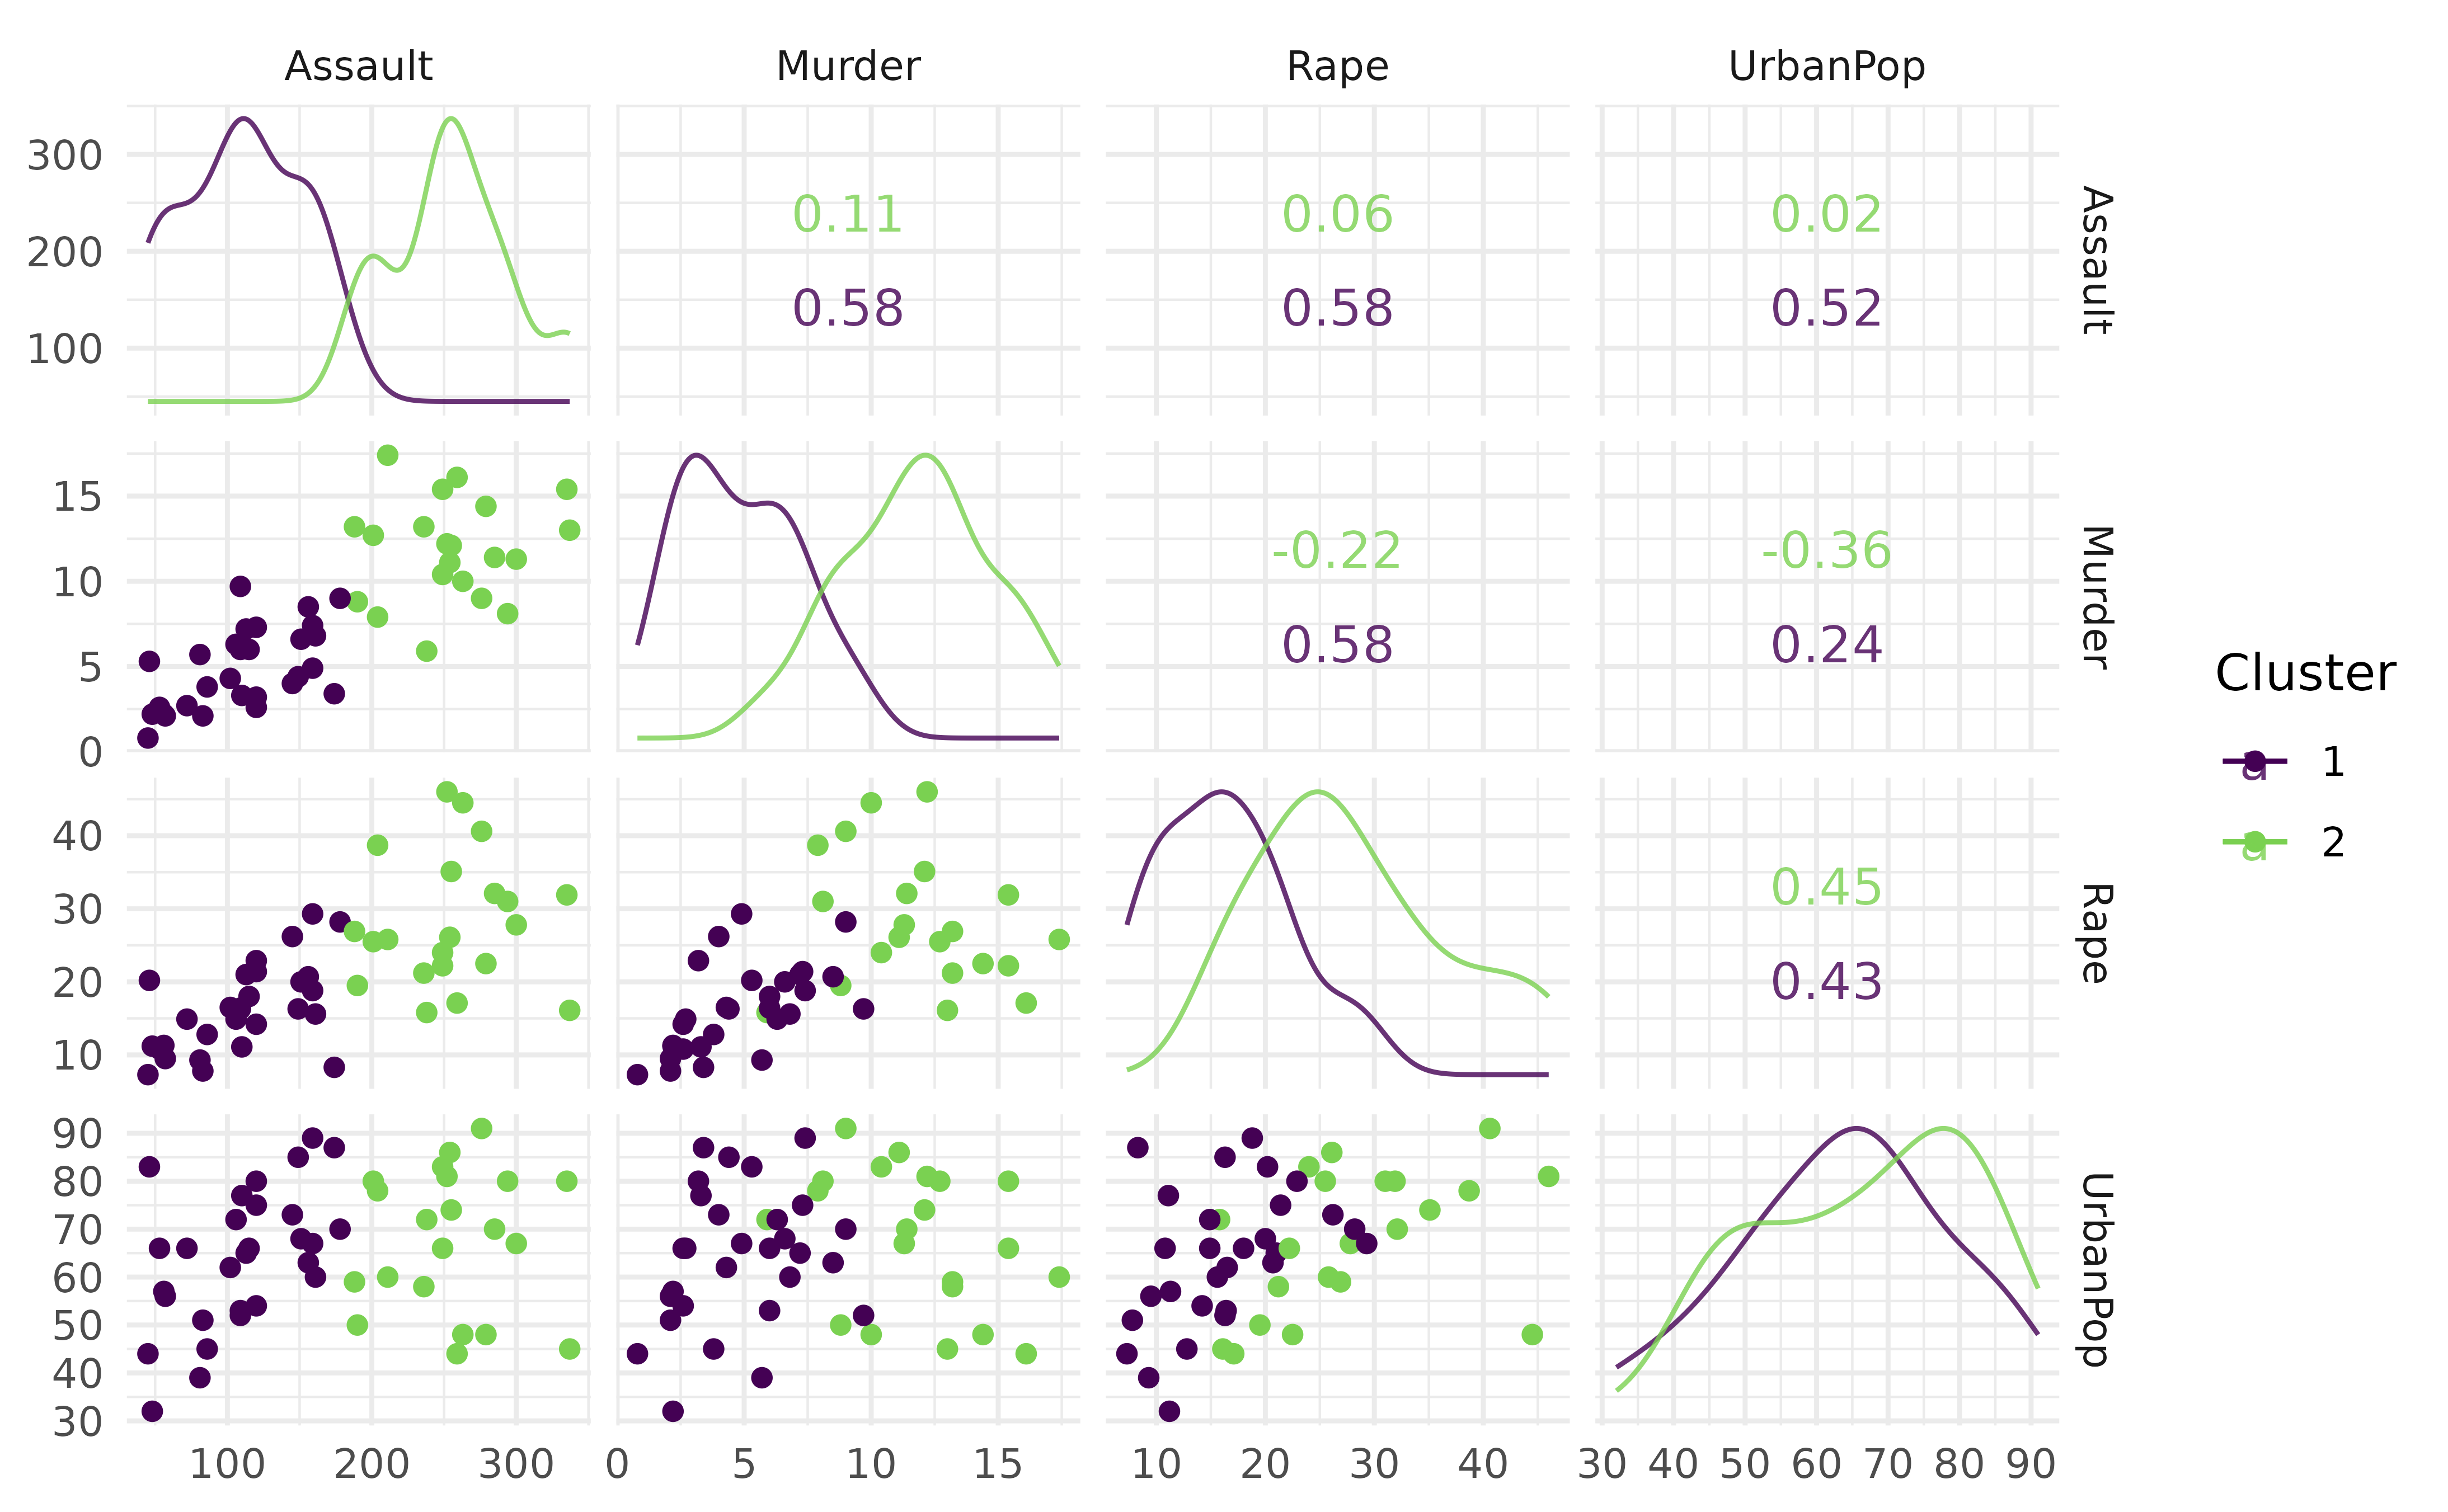 Assault Murder Rape UrbanPop
300
200
100
0.11 0.06 0.02
0.58 0.58 0.52
Assault
15
10
5
0
-0.22 -0.36
0.58 0.24
Murder
40
30
20
10
0.45
0.43
Rape
90
80
70
60
50
40
30
UrbanPop
100 200 300 0 5 10 15 10 20 30 40 30 40 50 60 70 80 90
Cluster
a 1
a 2